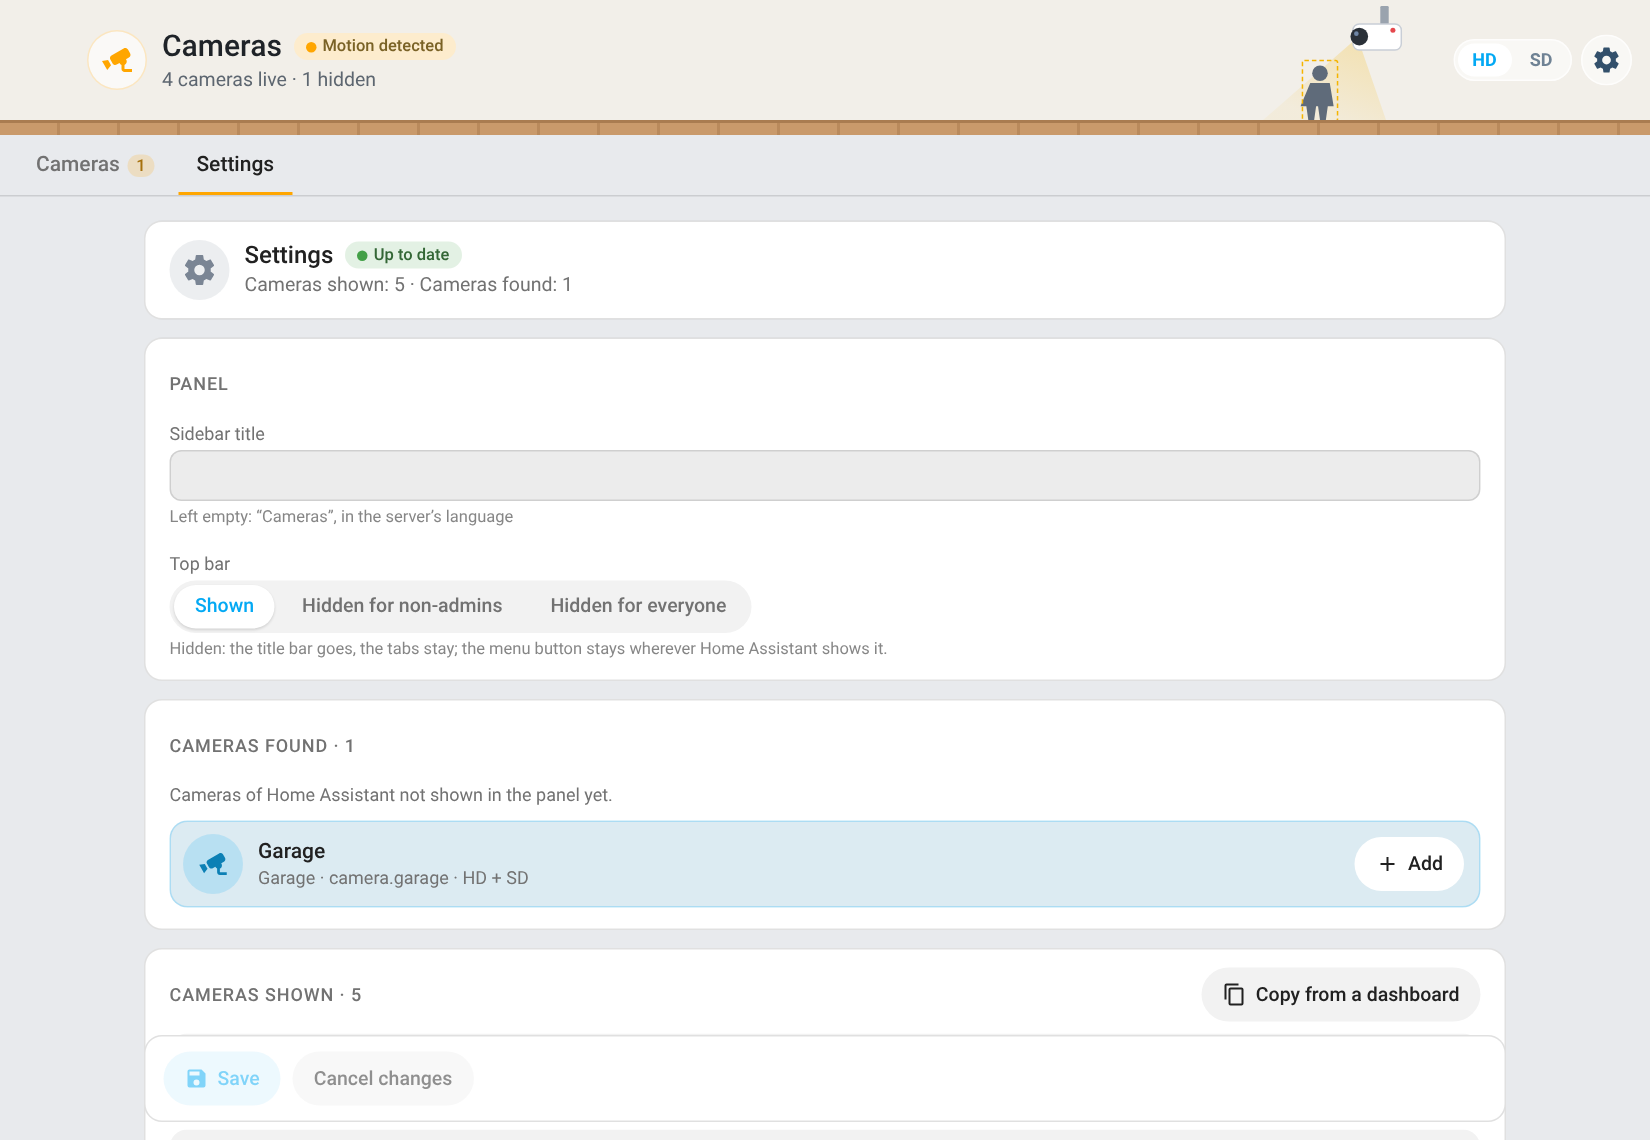 Cameras
Motion detected
4 cameras live · 1 hidden
HD
SD
Cameras 1
Settings
Settings
Up to date
Cameras shown: 5 · Cameras found: 1
PANEL
Sidebar title
Left empty: “Cameras”, in the server’s language
Top bar
Shown
Hidden for non-admins
Hidden for everyone
Hidden: the title bar goes, the tabs stay; the menu button stays wherever Home Assistant shows it.
CAMERAS FOUND · 1
Cameras of Home Assistant not shown in the panel yet.
Garage
Garage · camera.garage · HD + SD
Add
CAMERAS SHOWN · 5
Copy from a dashboard
Save
Cancel changes